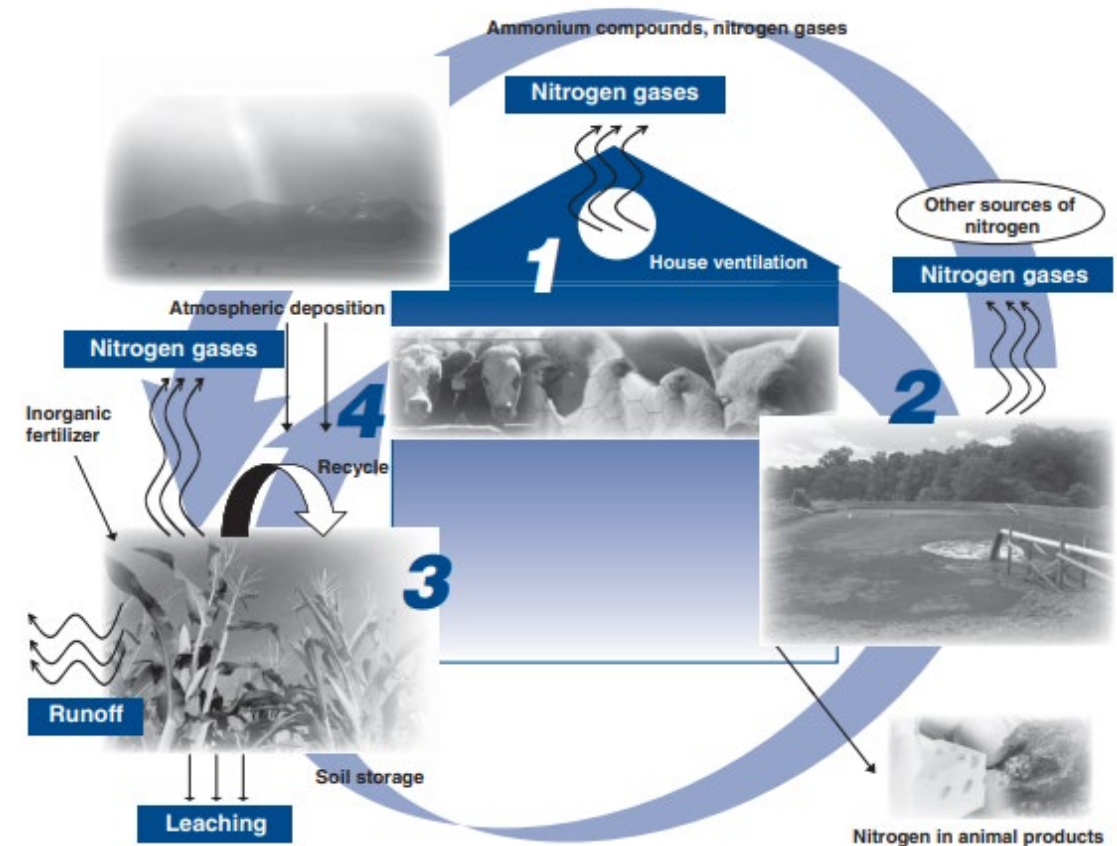 Ammonium compounds, nitrogen gases
Nitrogen gases
Other sources of
nitrogen
1
House ventilation
Nitrogen gases
Atmospheric deposition
Nitrogen gases
2
4
Inorganic
fertilizer
Recycle
3
Runoff
Soil storage
Leaching
Nitrogen in animal products